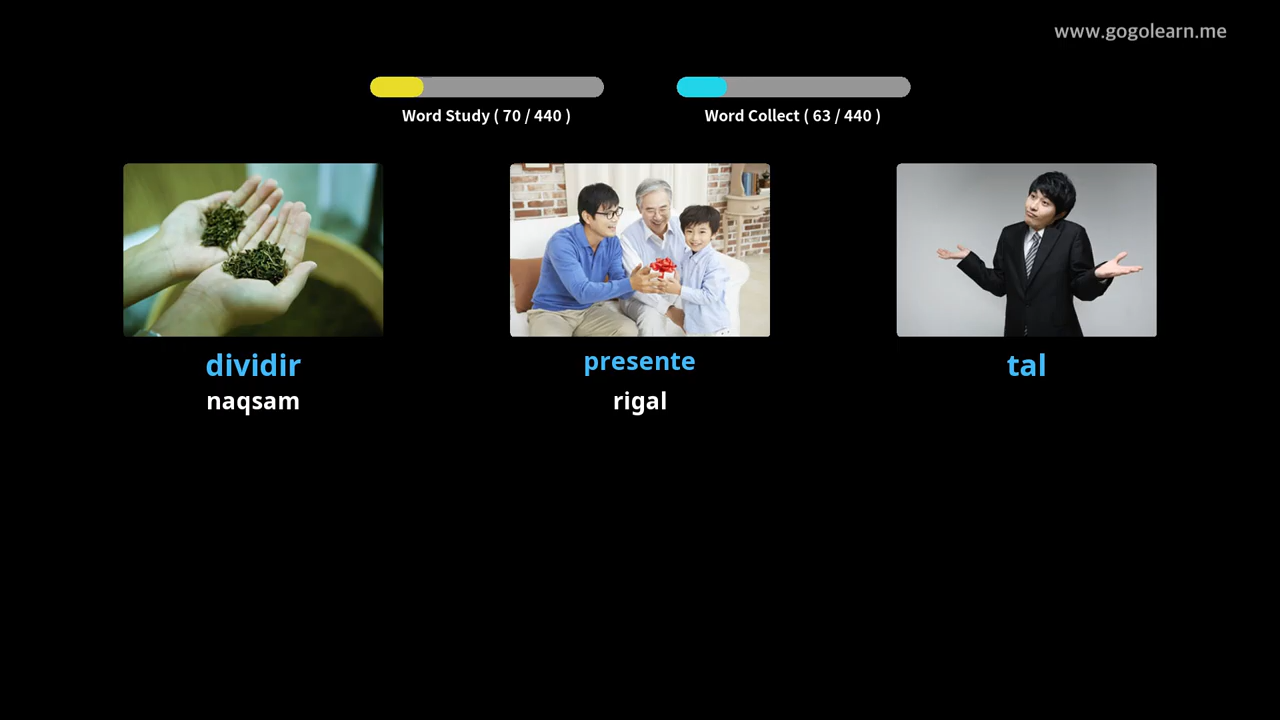 www.gogolearn.me
Word Study ( 70 / 440 )
Word Collect ( 63 / 440 )
dividir
naqsam
presente
rigal
tal